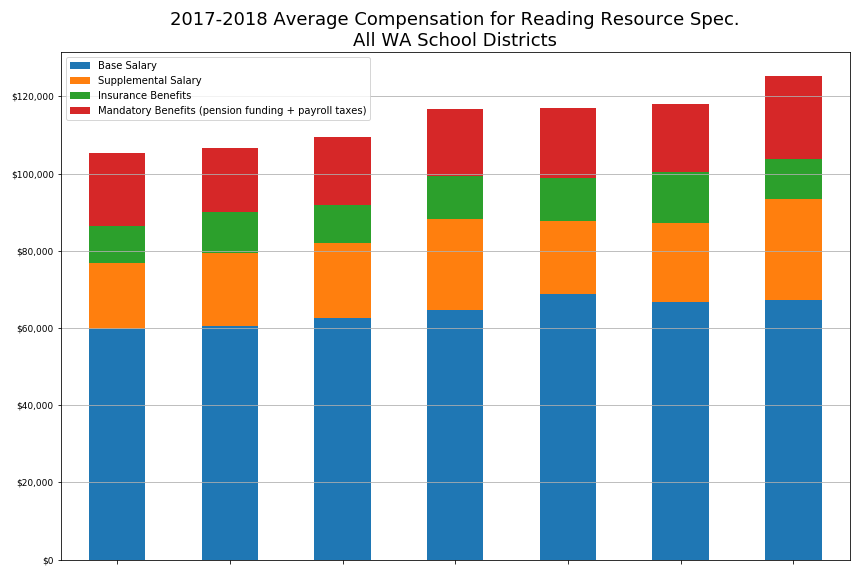 2017-2018 Average Compensation for Reading Resource Spec.
All WA School Districts
Base Salary
Supplemental Salary
Insurance Benefits
Mandatory Benefits (pension funding + payroll taxes)
$120,000
$100,000
$80,000
$60,000
$40,000
$20,000
$0